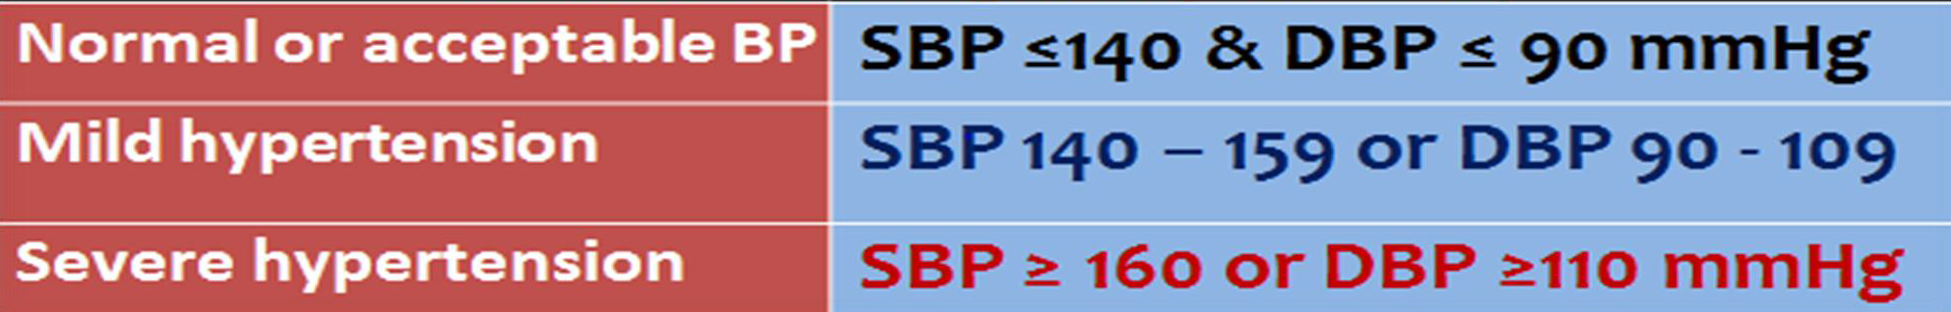 Normal or acceptable BP SBP ≤140 & DBP ≤ 90 mmHg
Mild hypertension SBP 140 – 159 or DBP 90 - 109
Severe hypertension SBP ≥ 160 or DBP ≥110 mmHg